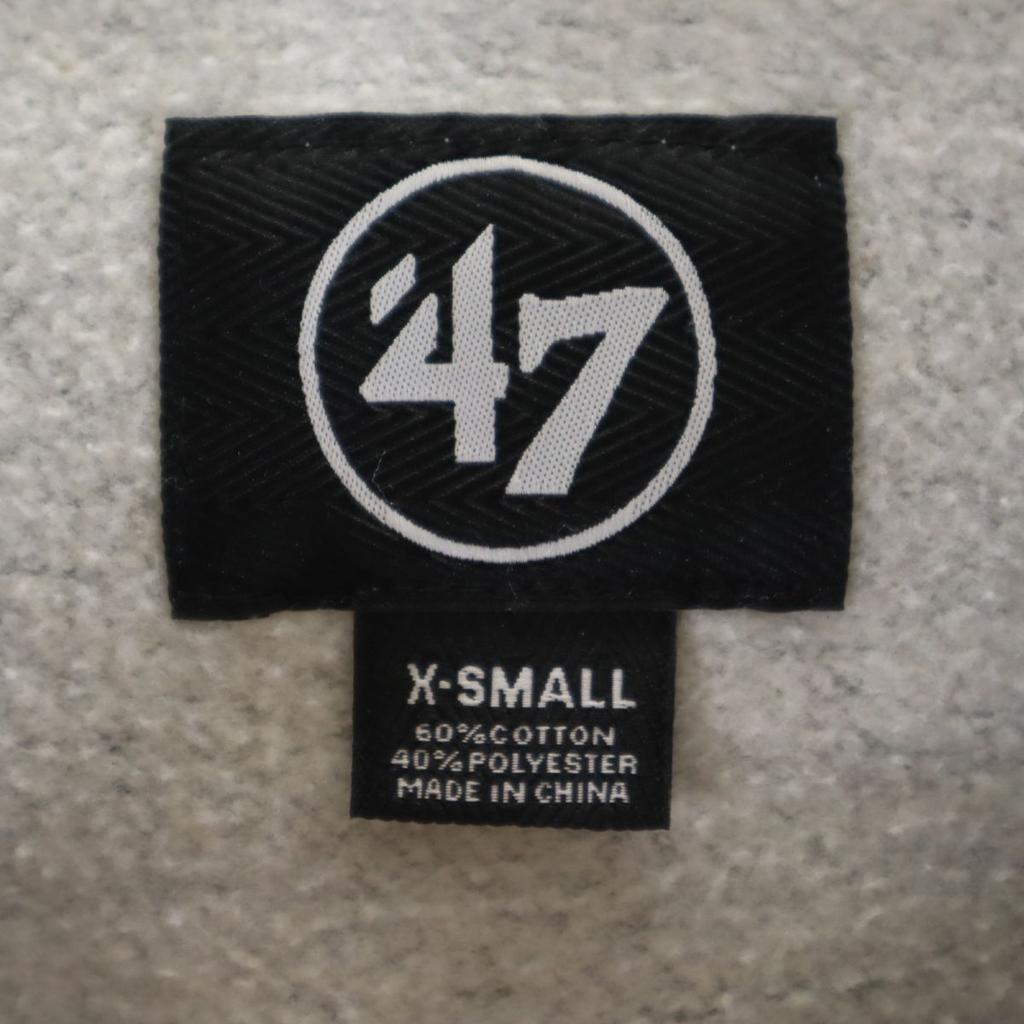 '47
X-SMALL
60% COTTON
40% POLYESTER
MADE IN CHINA